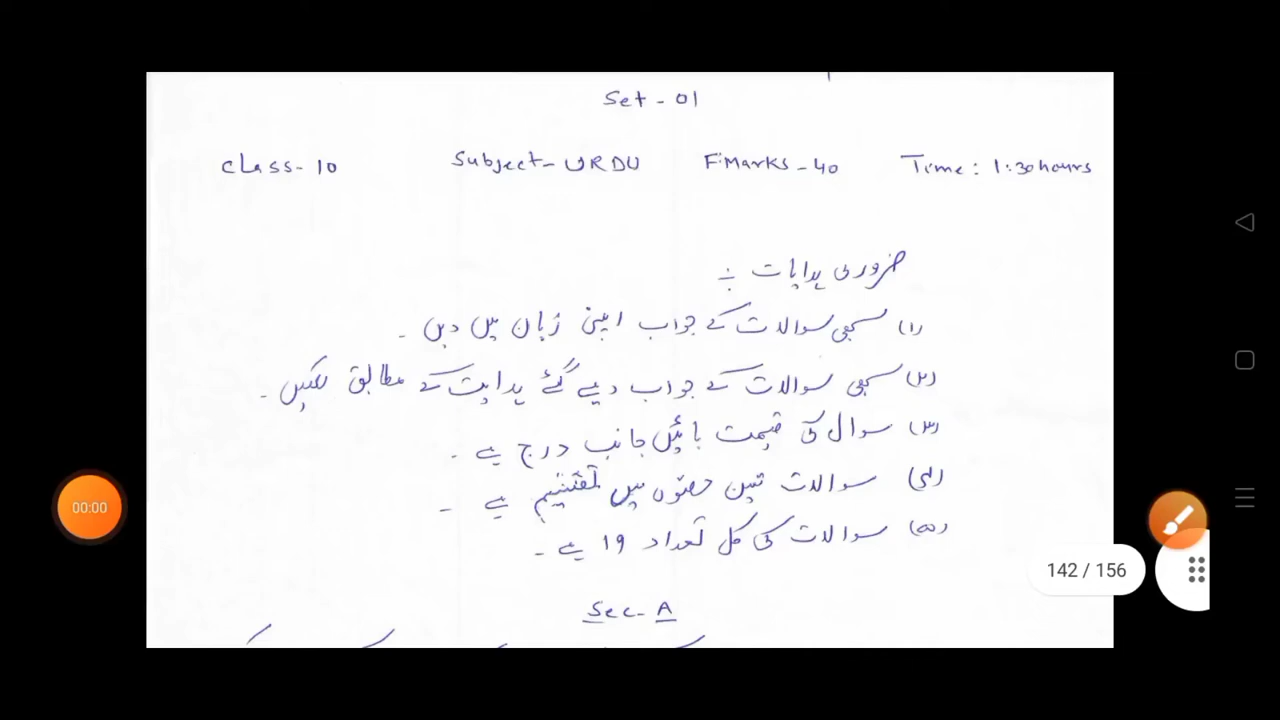 Set - 01
Class - 10 Subject - URDU F.Marks - 40 Time : 1:30 hours
ضروری ہدایات :
(۱) سبھی سوالات کے جواب اپنی زبان میں دیں ۔
(۲) سبھی سوالات کے جواب دیے گئے ہدایت کے مطابق لکھیں ۔
(۳) سوال کی قیمت بائیں جانب درج ہے ۔
(۴) سوالات تین حصّوں میں تقسیم ہے ۔
(۵) سوالات کی کل تعداد ۱۹ ہے ۔
00:00
142 / 156
Sec - A